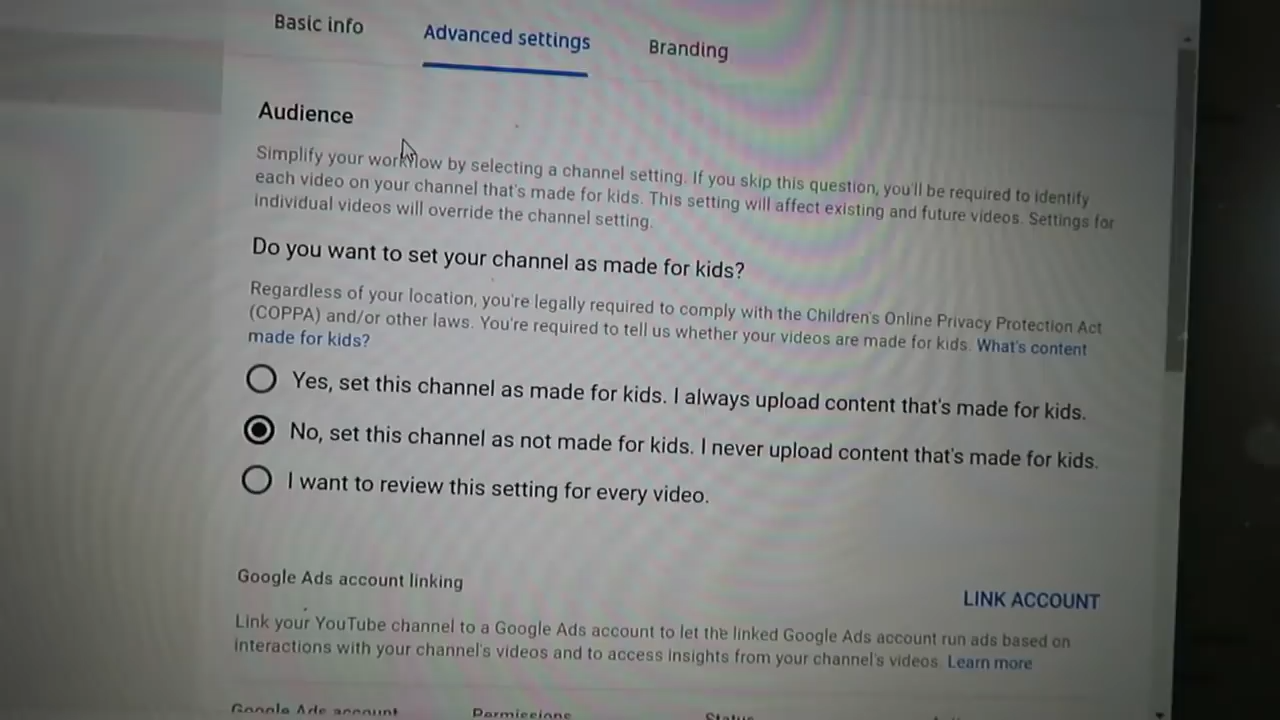 Basic info
Advanced settings
Branding
Audience
Simplify your workflow by selecting a channel setting. If you skip this question, you'll be required to identify
each video on your channel that's made for kids. This setting will affect existing and future videos. Settings for
individual videos will override the channel setting.
Do you want to set your channel as made for kids?
Regardless of your location, you're legally required to comply with the Children's Online Privacy Protection Act
(COPPA) and/or other laws. You're required to tell us whether your videos are made for kids. What's content
made for kids?
Yes, set this channel as made for kids. I always upload content that's made for kids.
No, set this channel as not made for kids. I never upload content that's made for kids.
I want to review this setting for every video.
Google Ads account linking
LINK ACCOUNT
Link your YouTube channel to a Google Ads account to let the linked Google Ads account run ads based on
interactions with your channel's videos and to access insights from your channel's videos. Learn more
Google Ads account
Permissions
Status